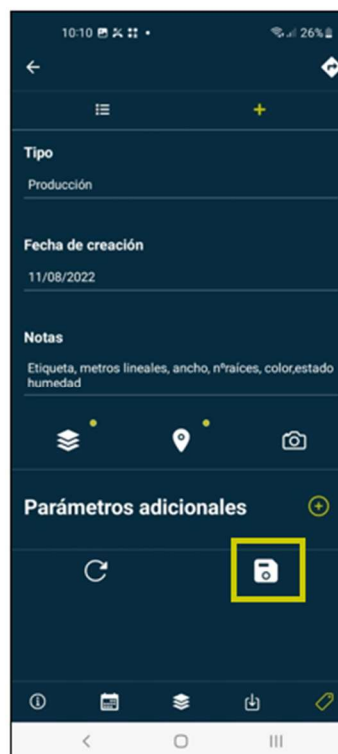 10:10
26%
Tipo
Producción
Fecha de creación
11/08/2022
Notas
Etiqueta, metros lineales, ancho, nºraíces, color,estado
humedad
Parámetros adicionales